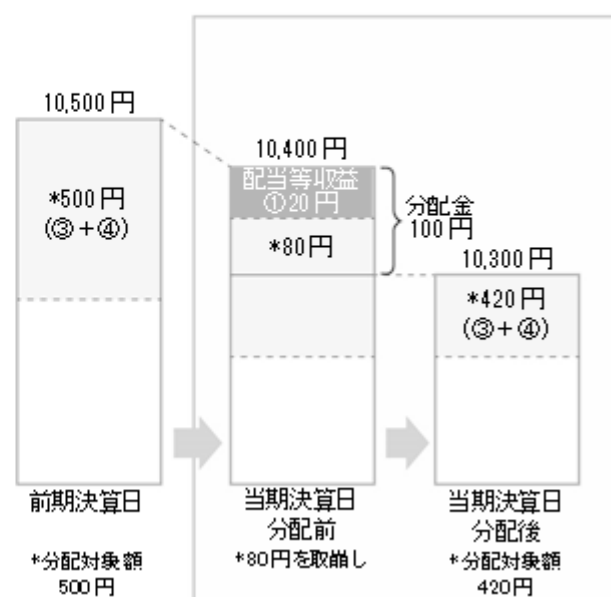 10,500円
*500円
(③+④)
前期決算日
*分配対象額
500円
10,400円
配当等収益
①20円
*80円
分配金
100円
当期決算日
分配前
*80円を取崩し
10,300円
*420円
(③+④)
当期決算日
分配後
*分配対象額
420円